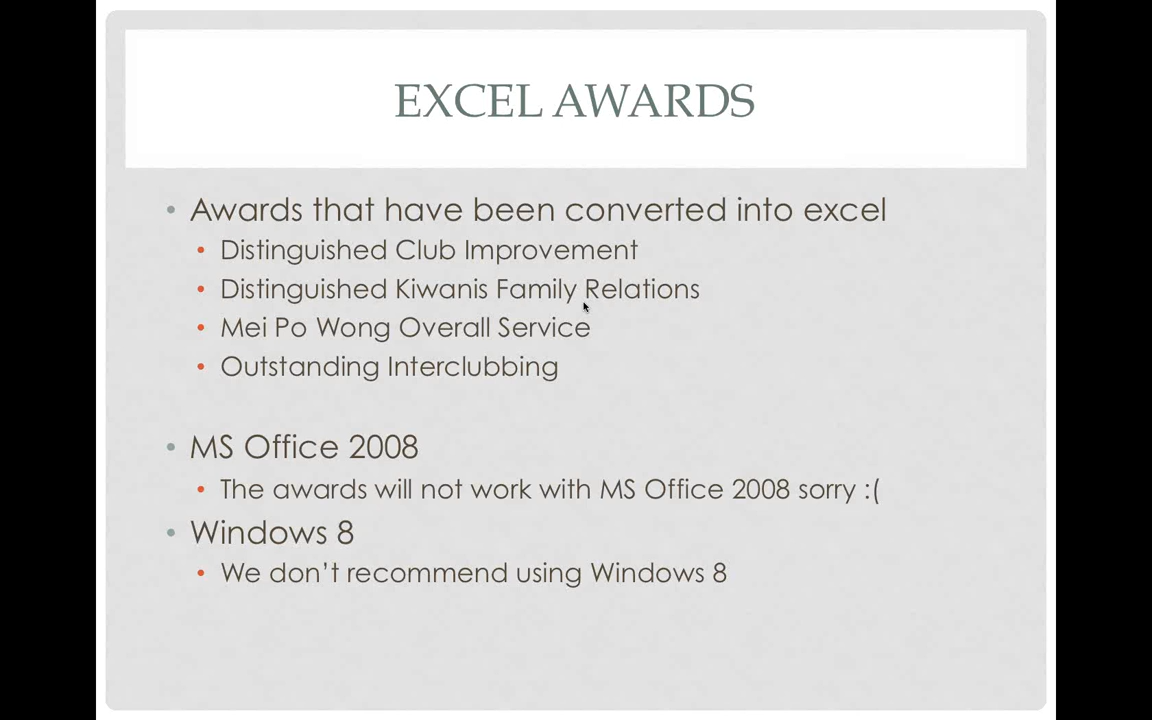 EXCEL AWARDS
• Awards that have been converted into excel
• Distinguished Club Improvement
• Distinguished Kiwanis Family Relations
• Mei Po Wong Overall Service
• Outstanding Interclubbing
• MS Office 2008
• The awards will not work with MS Office 2008 sorry :(
• Windows 8
• We don’t recommend using Windows 8